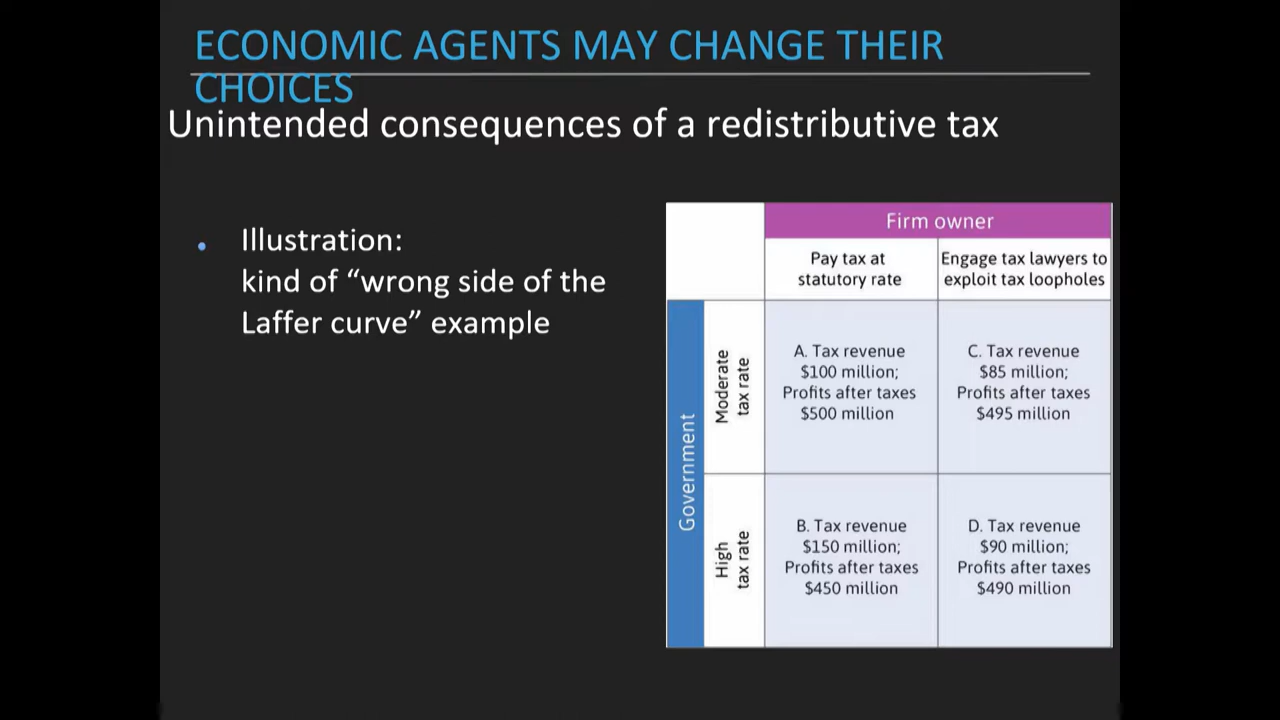 ECONOMIC AGENTS MAY CHANGE THEIR
CHOICES
Unintended consequences of a redistributive tax
Illustration:
kind of “wrong side of the
Laffer curve” example
Firm owner
Pay tax at
statutory rate
Engage tax lawyers to
exploit tax loopholes
Government
Moderate
tax rate
A. Tax revenue
$100 million;
Profits after taxes
$500 million
C. Tax revenue
$85 million;
Profits after taxes
$495 million
High
tax rate
B. Tax revenue
$150 million;
Profits after taxes
$450 million
D. Tax revenue
$90 million;
Profits after taxes
$490 million